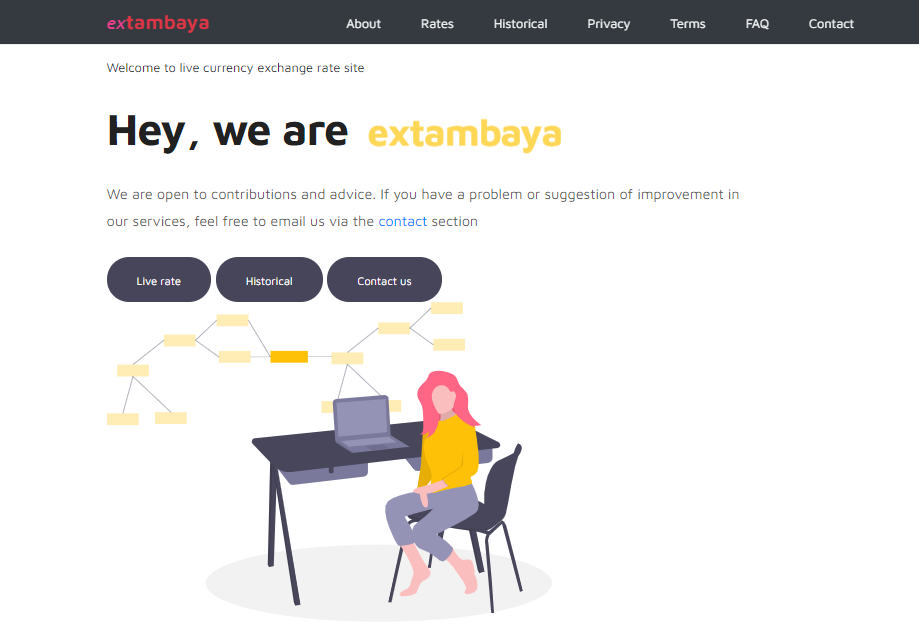 extambaya About Rates Historical Privacy Terms FAQ Contact
Welcome to live currency exchange rate site
Hey, we are extambaya
We are open to contributions and advice. If you have a problem or suggestion of improvement in
our services, feel free to email us via the contact section
Live rate Historical Contact us